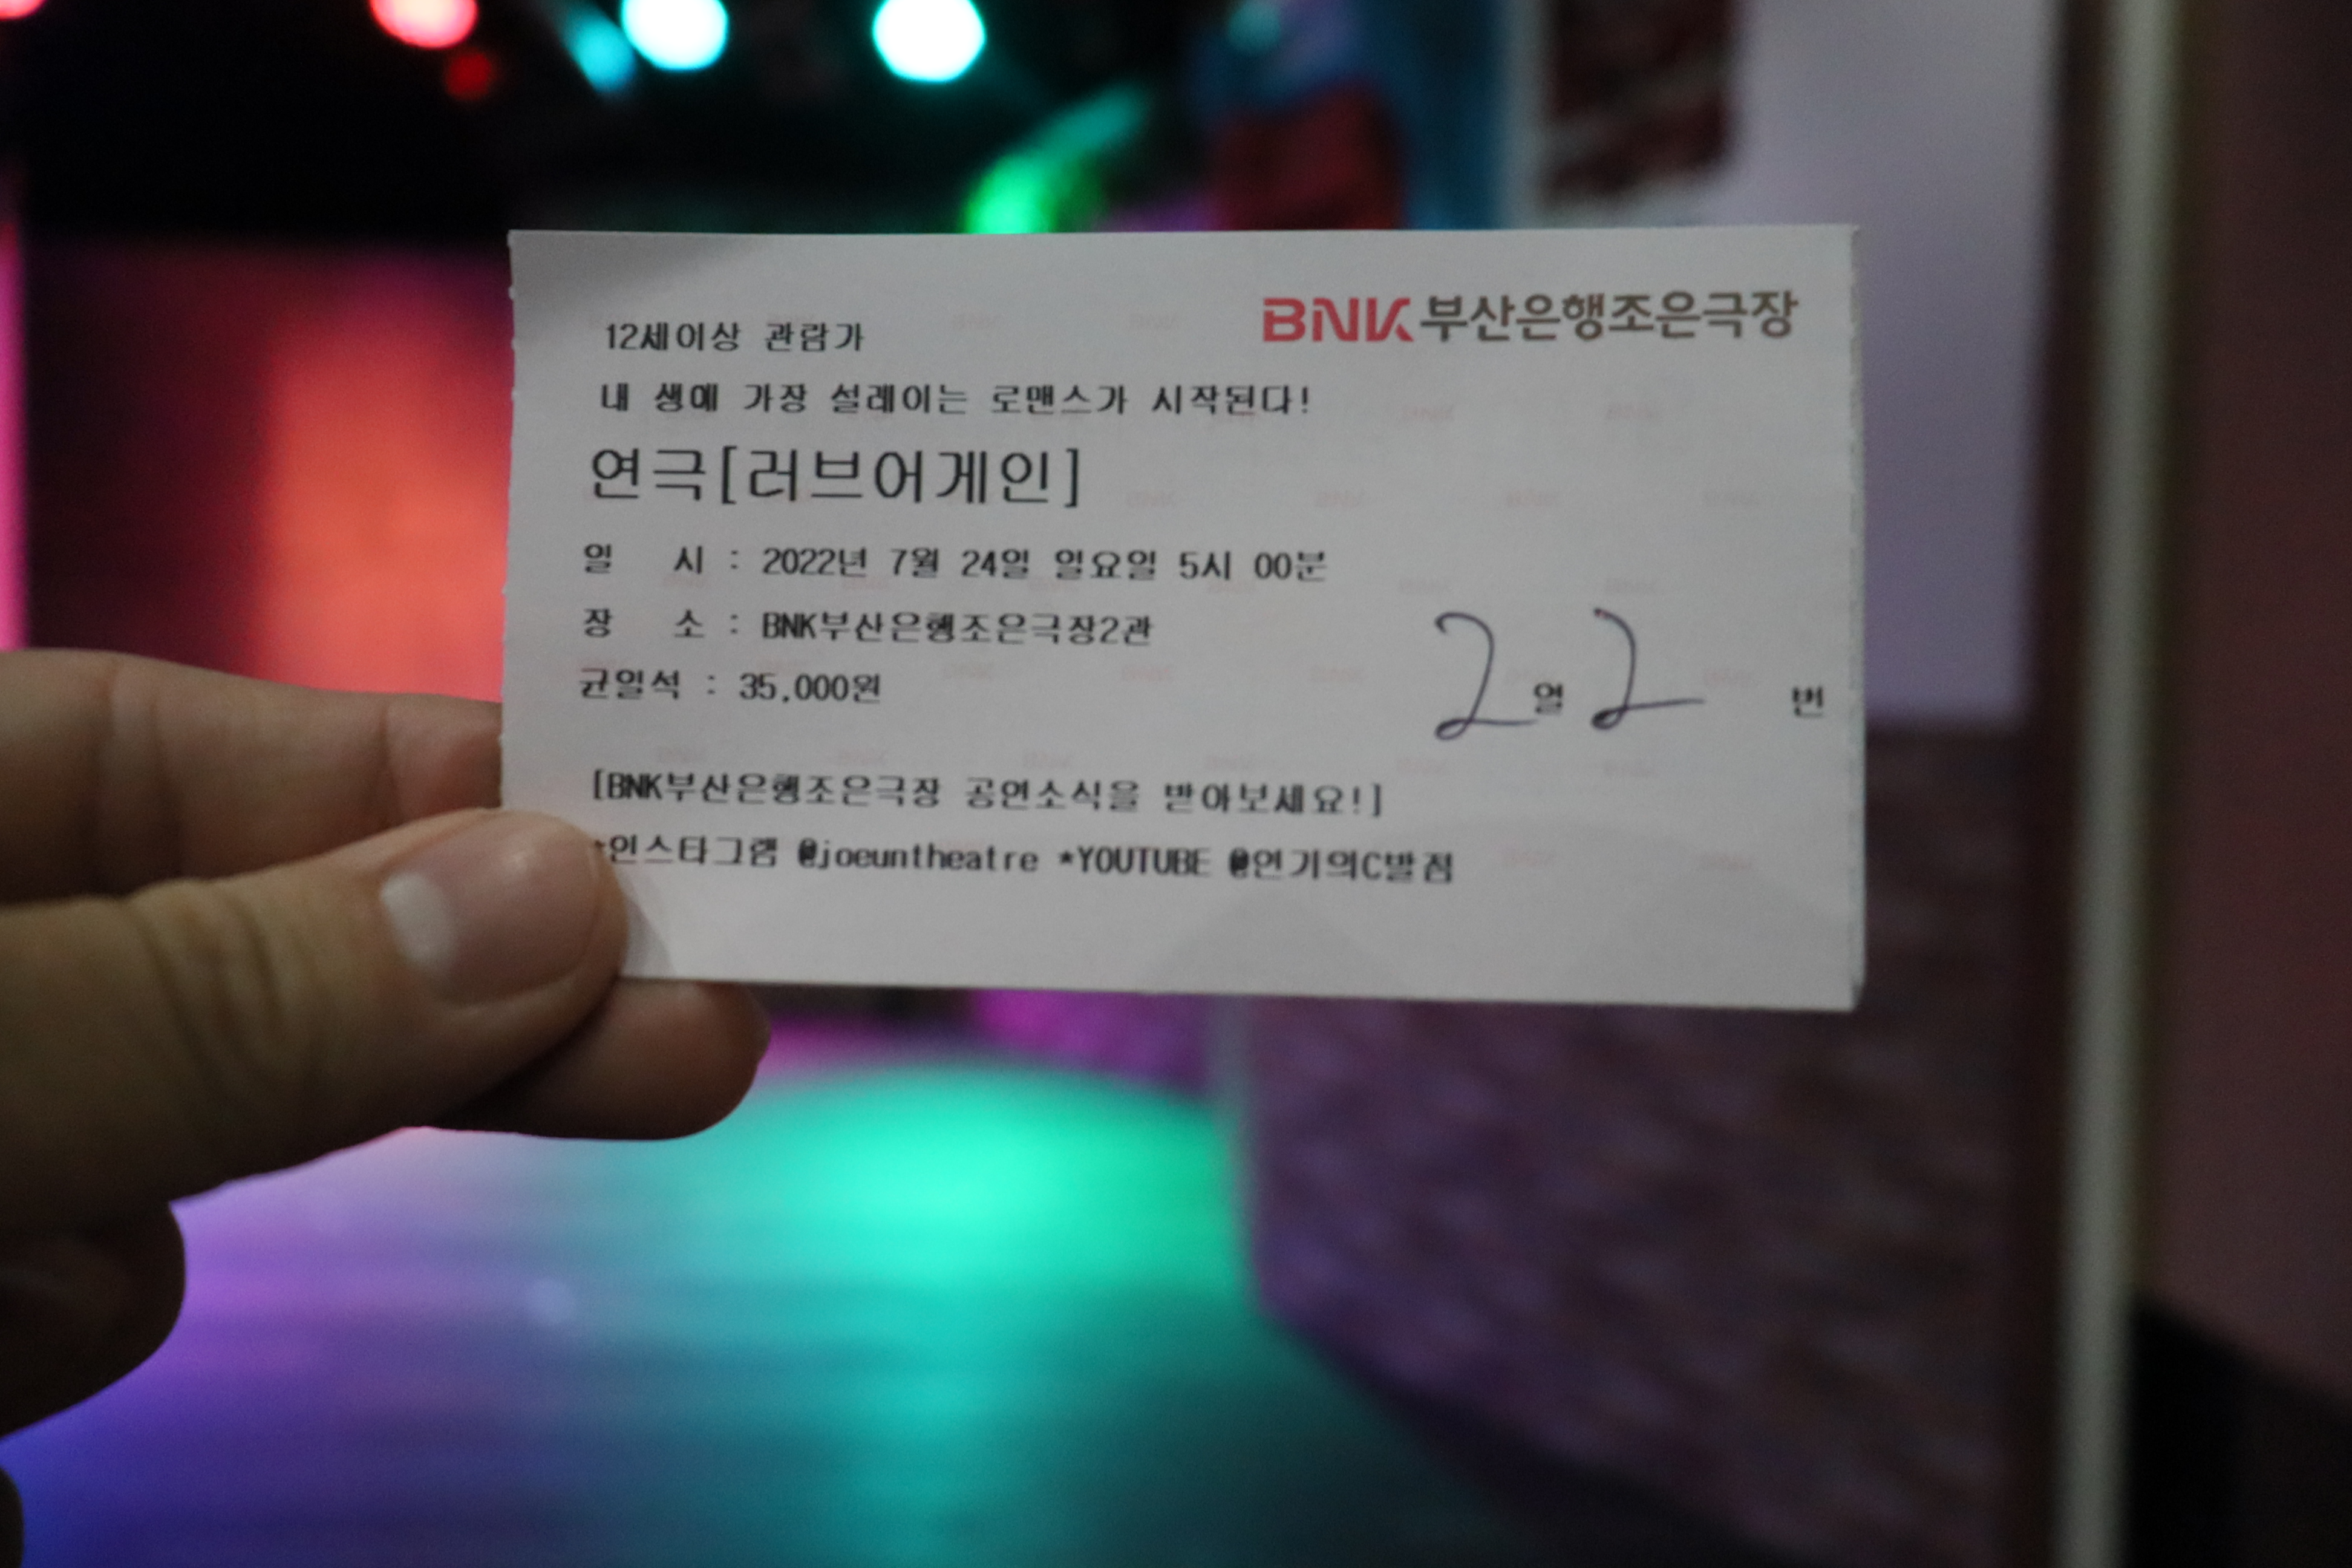 BNK부산은행조은극장
12세이상 관람가
내 생에 가장 설레이는 로맨스가 시작된다!
연극[러브어게인]
일 시 : 2022년 7월 24일 일요일 5시 00분
장 소 : BNK부산은행조은극장2관
균일석 : 35,000원
2열 2 번
[BNK부산은행조은극장 공연소식을 받아보세요!]
*인스타그램 @joeuntheatre *YOUTUBE @연기의C발점